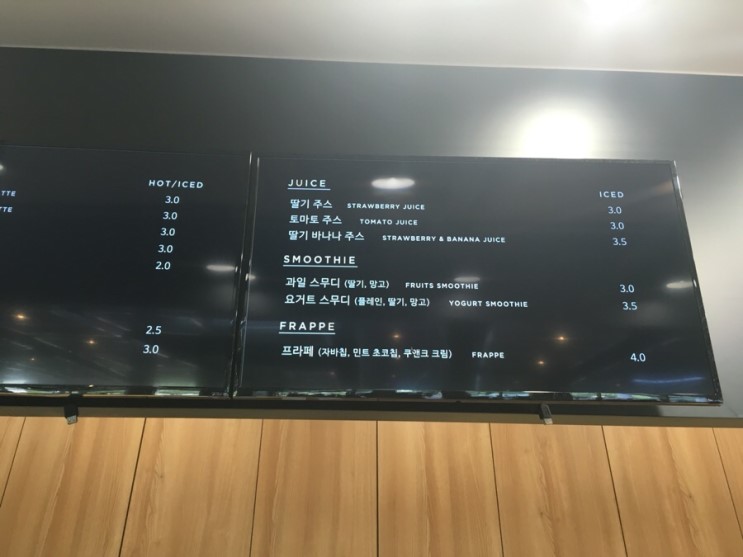 TTE
TTE
HOT/ICED
3.0
3.0
3.0
3.0
2.0
2.5
3.0
JUICE
ICED
딸기 주스 STRAWBERRY JUICE 3.0
토마토 주스 TOMATO JUICE 3.0
딸기 바나나 주스 STRAWBERRY & BANANA JUICE 3.5
SMOOTHIE
과일 스무디 (딸기, 망고) FRUITS SMOOTHIE 3.0
요거트 스무디 (플레인, 딸기, 망고) YOGURT SMOOTHIE 3.5
FRAPPE
프라페 (자바칩, 민트 초코칩, 쿠앤크 크림) FRAPPE 4.0